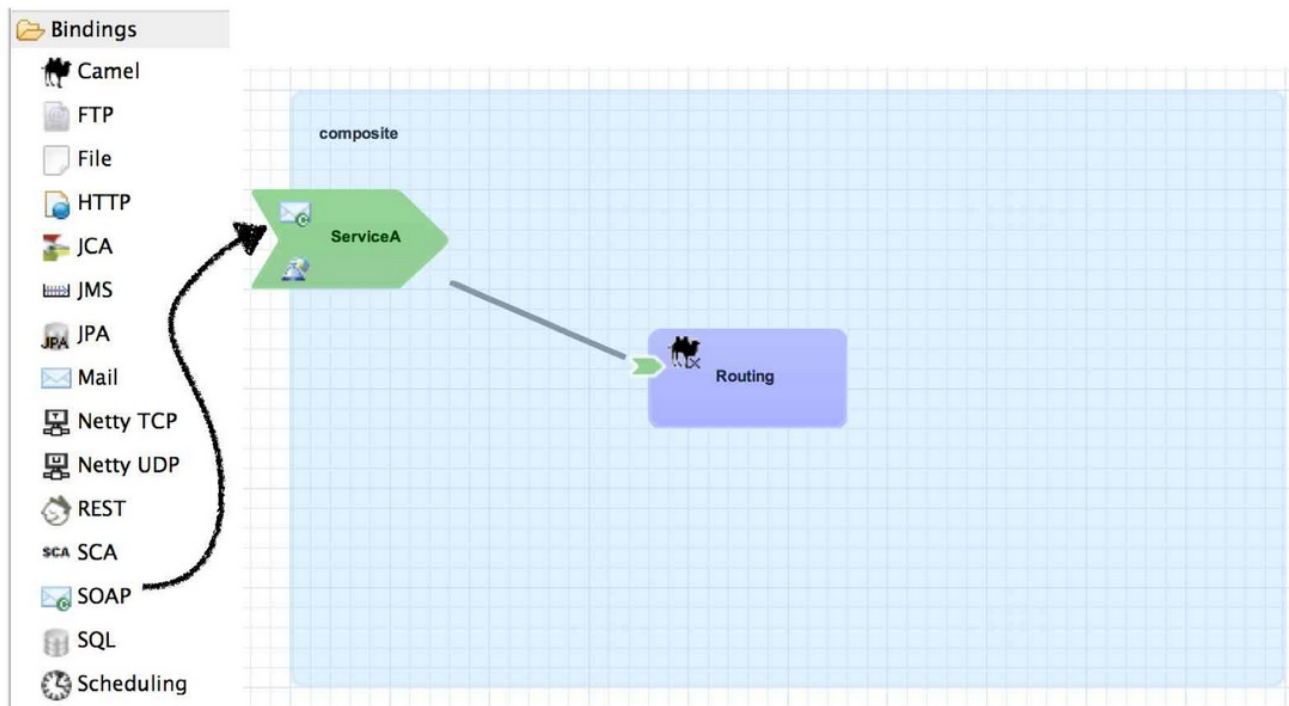 Bindings
Camel
FTP
File
HTTP
JCA
JMS
JPA JPA
Mail
Netty TCP
Netty UDP
REST
SCA SCA
SOAP
SQL
Scheduling
composite
ServiceA
Routing